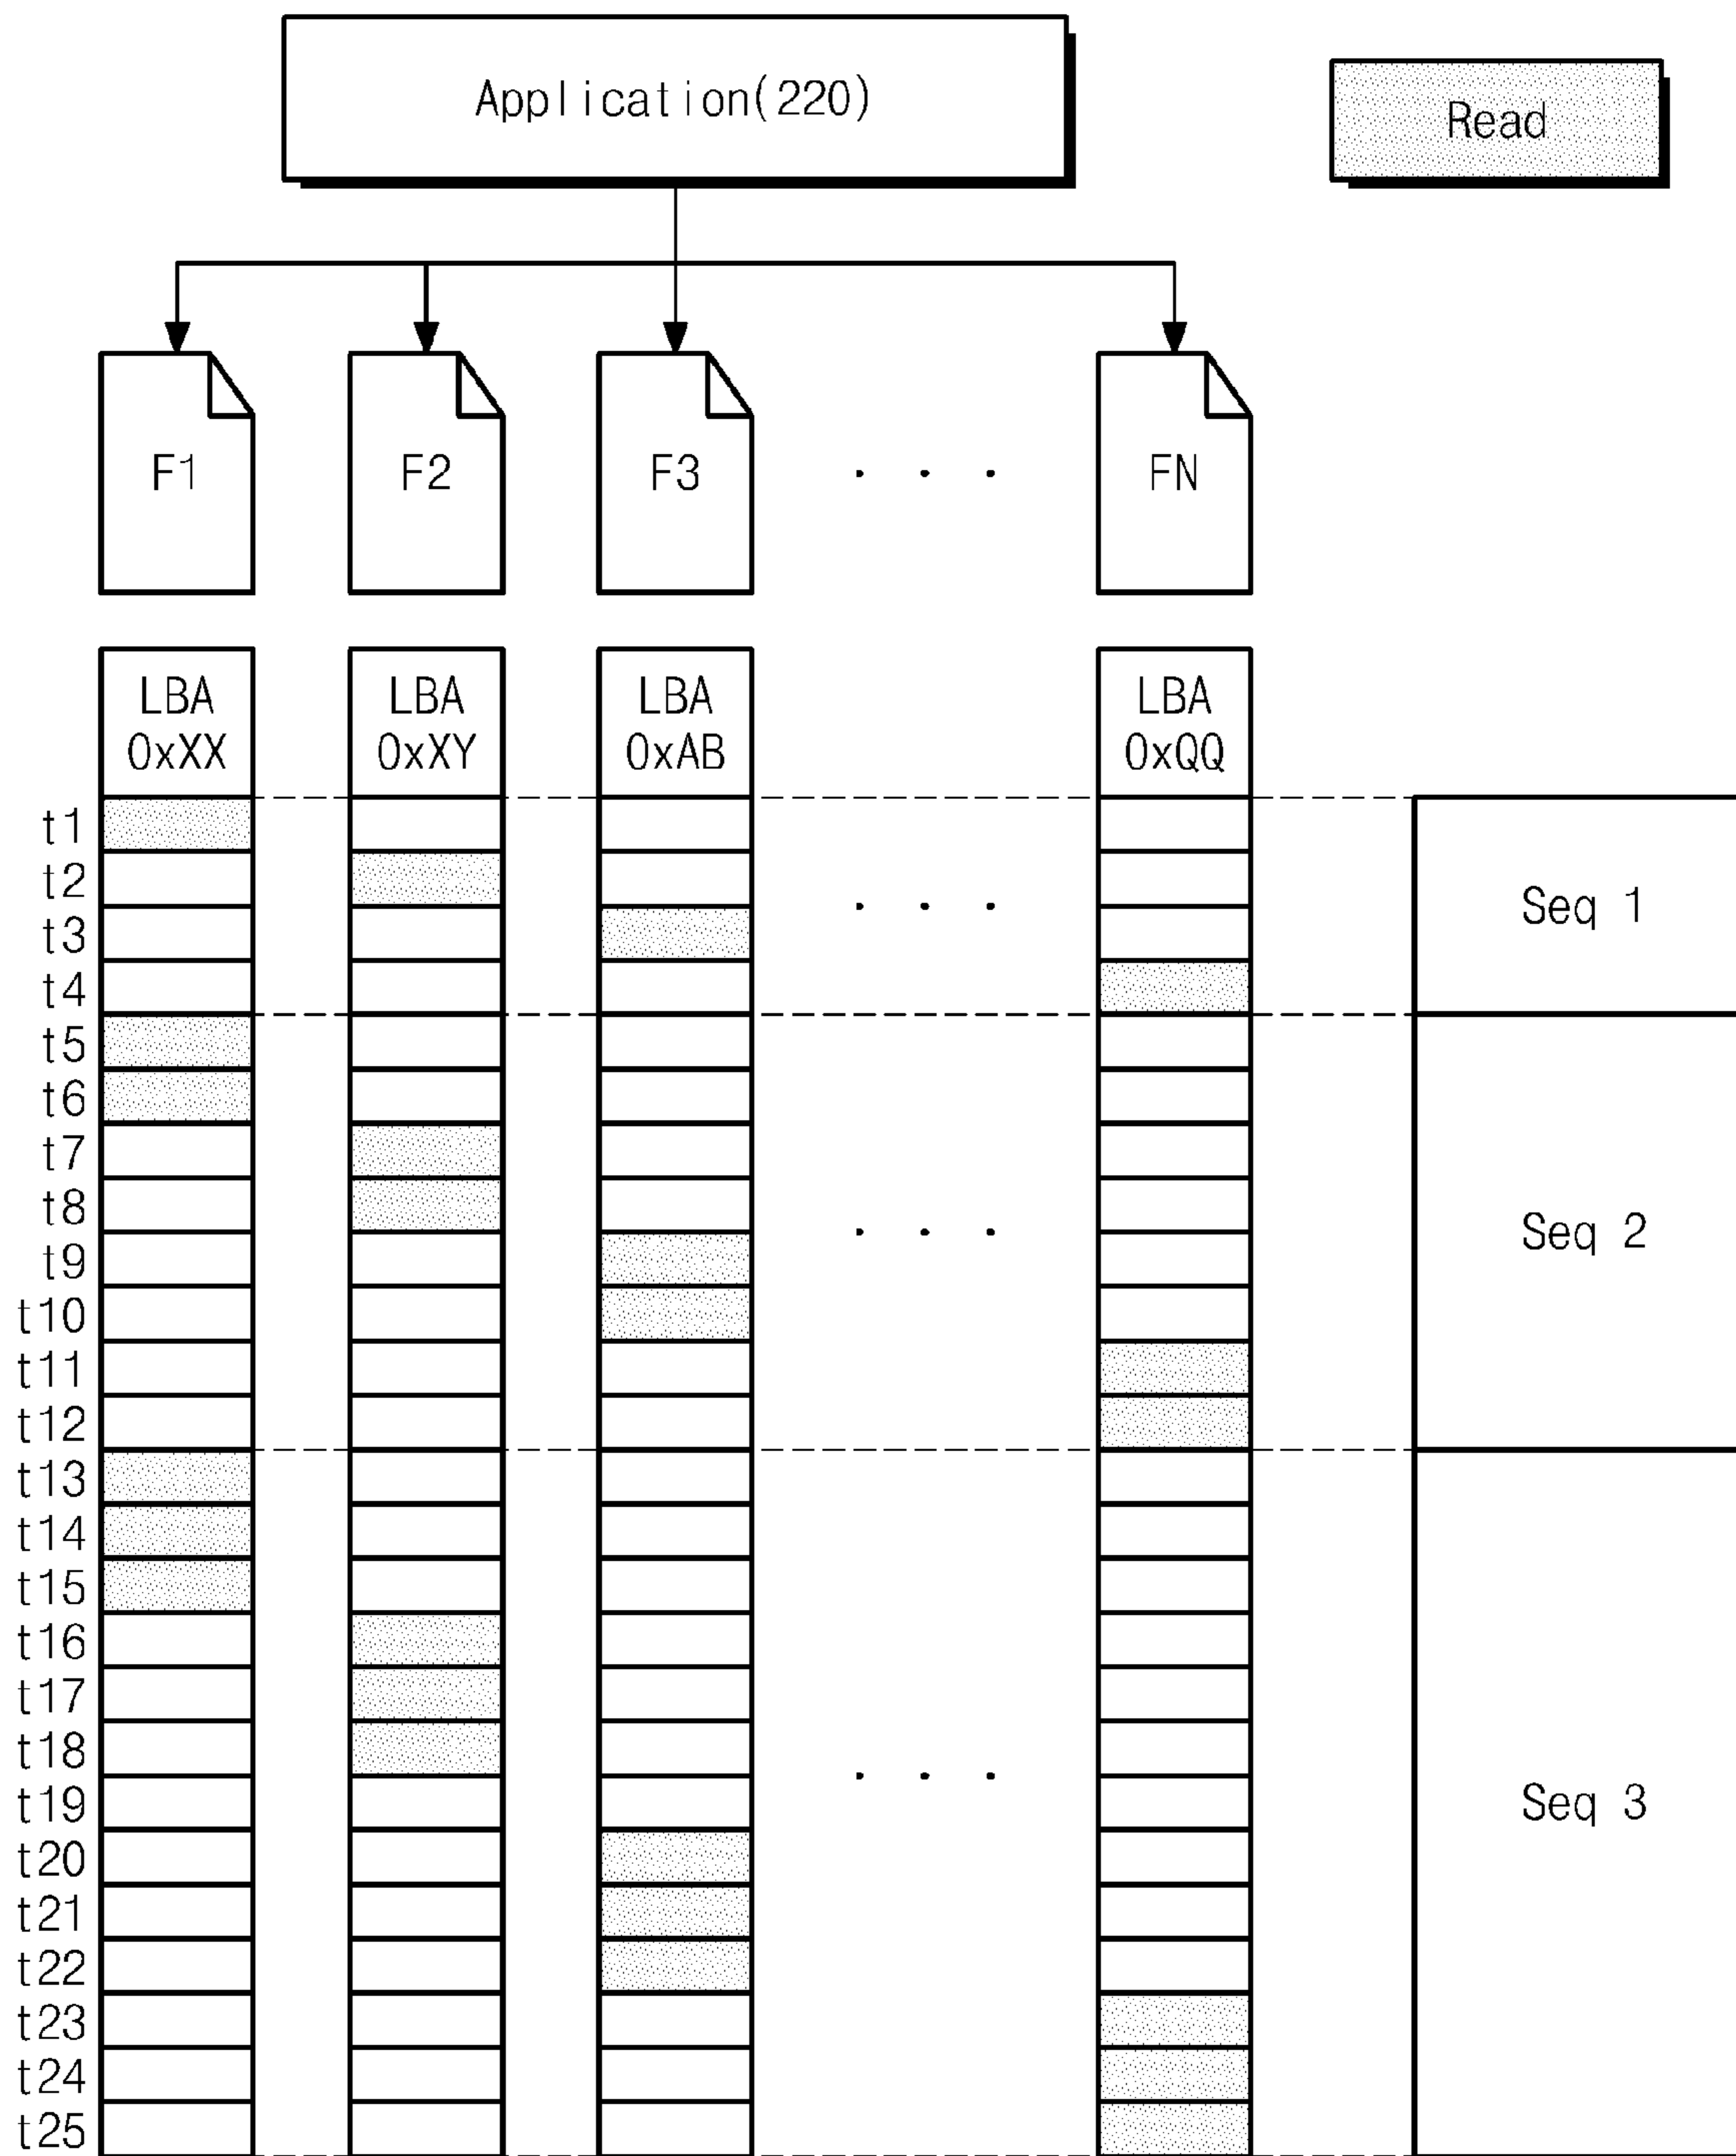 Application(220)
Read
F1
F2
F3
. . .
FN
LBA
0xXX
LBA
0xXY
LBA
0xAB
LBA
0xQQ
t1
t2
t3
t4
. . .
Seq 1
t5
t6
t7
t8
t9
t10
t11
t12
. . .
Seq 2
t13
t14
t15
t16
t17
t18
t19
t20
t21
t22
t23
t24
t25
. . .
Seq 3